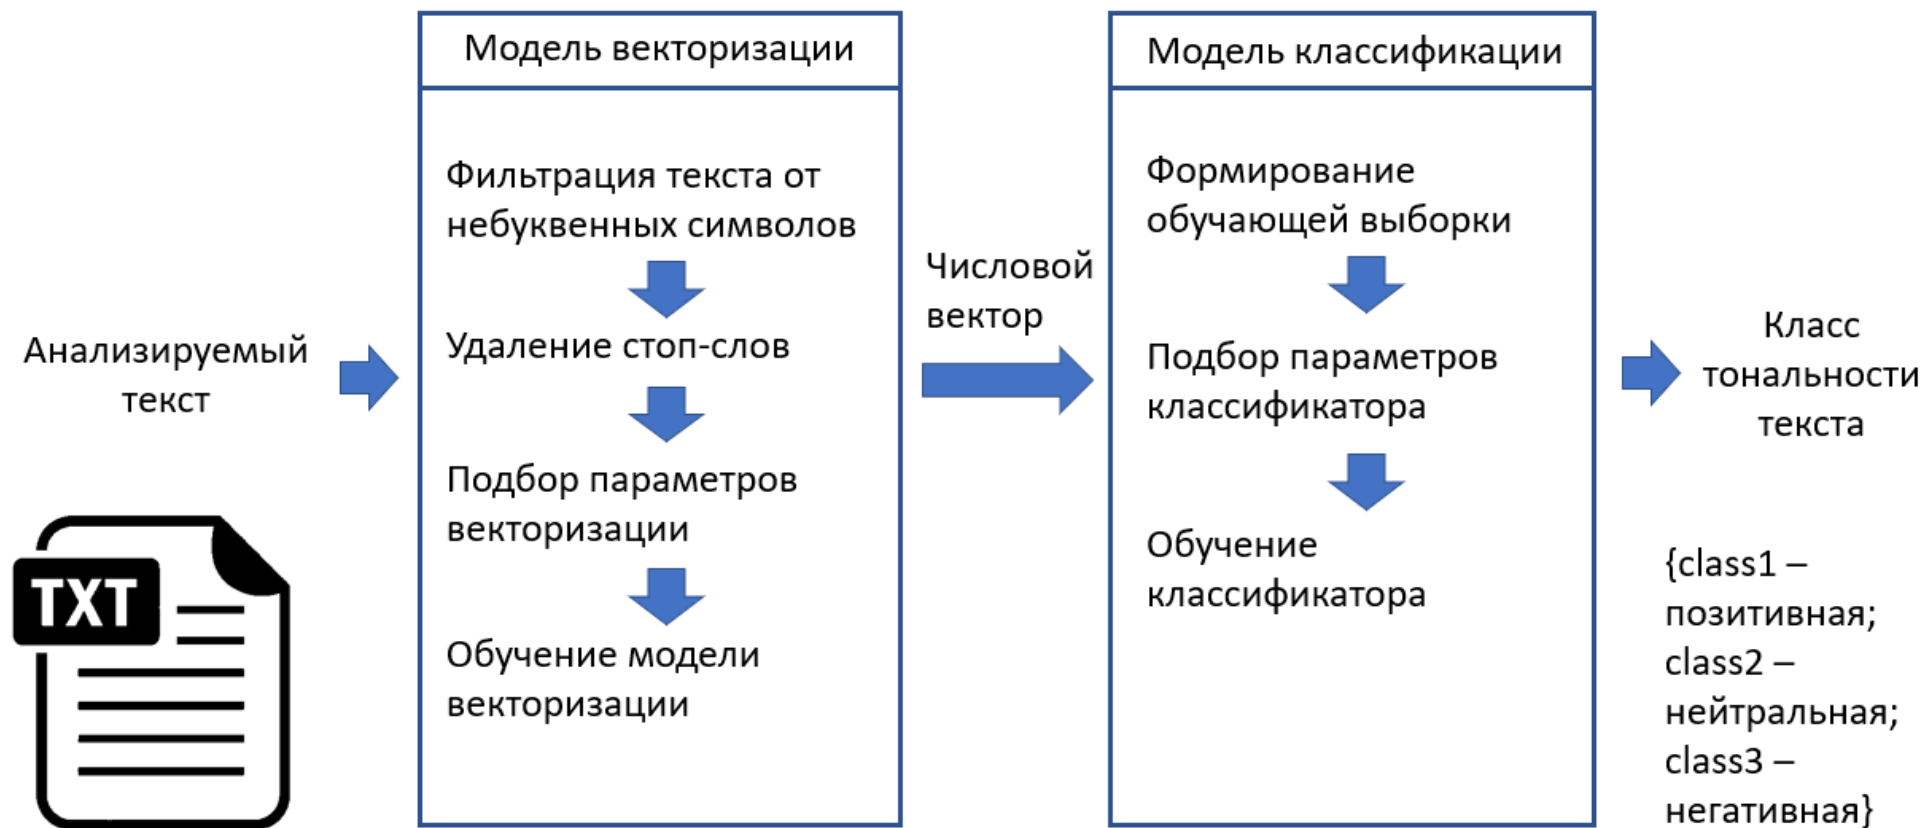 Модель векторизации
Модель классификации
Анализируемый
текст
TXT
Фильтрация текста от
небуквенных символов
Удаление стоп-слов
Подбор параметров
векторизации
Обучение модели
векторизации
Числовой
вектор
Формирование
обучающей выборки
Подбор параметров
классификатора
Обучение
классификатора
Класс
тональности
текста
{class1 –
позитивная;
class2 –
нейтральная;
class3 –
негативная}